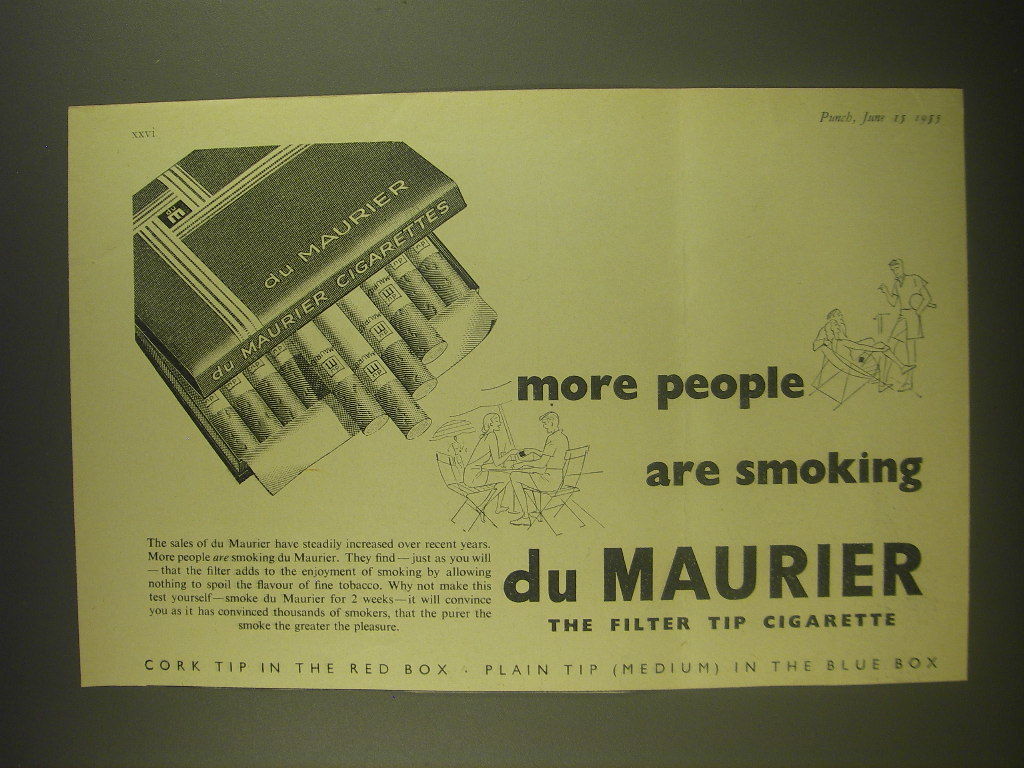 xxvi
Punch, June 15 1955
du m
du MAURIER
du MAURIER CIGARETTES
more people
are smoking
The sales of du Maurier have steadily increased over recent years.
More people are smoking du Maurier. They find — just as you will
— that the filter adds to the enjoyment of smoking by allowing
nothing to spoil the flavour of fine tobacco. Why not make this
test yourself — smoke du Maurier for 2 weeks — it will convince
you as it has convinced thousands of smokers, that the purer the
smoke the greater the pleasure.
du MAURIER
THE FILTER TIP CIGARETTE
CORK TIP IN THE RED BOX · PLAIN TIP (MEDIUM) IN THE BLUE BOX